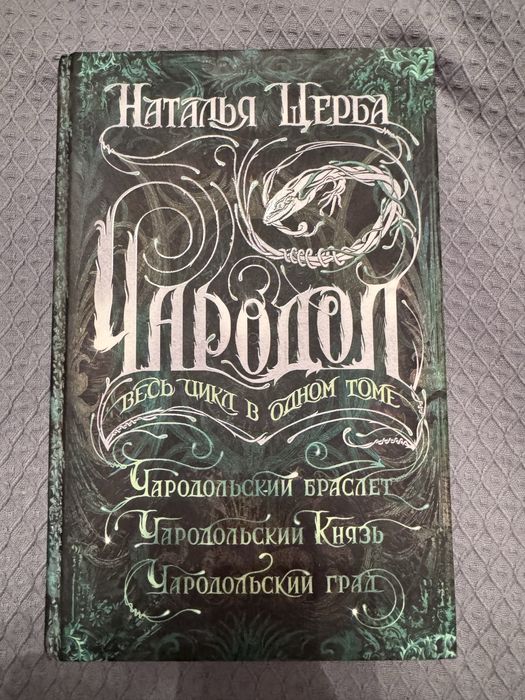 Наталья Щерба
Чародол
весь цикл в одном томе
Чародольский браслет
Чародольский Князь
Чародольский град